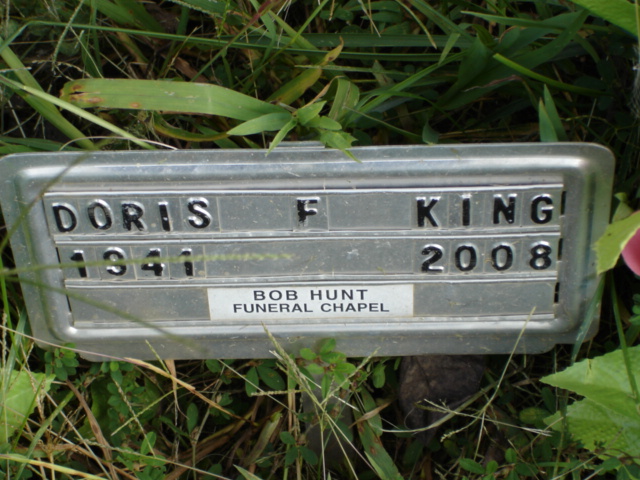 DORIS F KING
1941 2008
BOB HUNT
FUNERAL CHAPEL